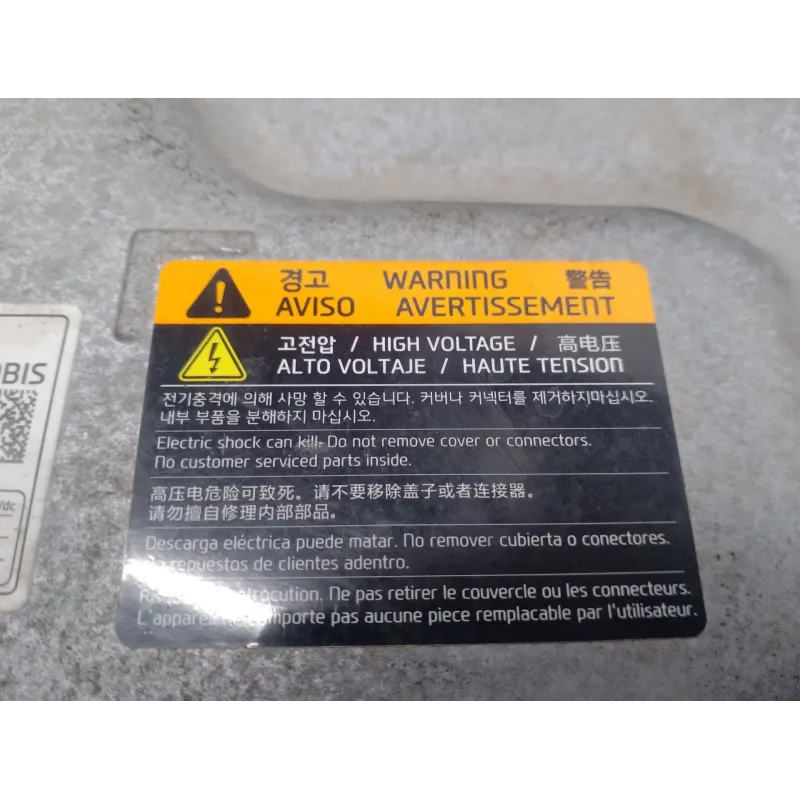 경고 WARNING 警告
AVISO AVERTISSEMENT
고전압 / HIGH VOLTAGE / 高电压
ALTO VOLTAJE / HAUTE TENSION
전기충격에 의해 사망 할 수 있습니다. 커버나 커넥터를 제거하지마십시오.
내부 부품을 분해하지 마십시오.
Electric shock can kill. Do not remove cover or connectors.
No customer serviced parts inside.
高压电危险可致死。请不要移除盖子或者连接器。
请勿擅自修理内部部品。
Descarga eléctrica puede matar. No remover cubierta o conectores.
repuestos de clientes adentro.
Ne pas retirer le couvercle ou les connecteurs.
L'appareil ne comporte pas aucune piece remplacable par l'utilisateur.
OBIS